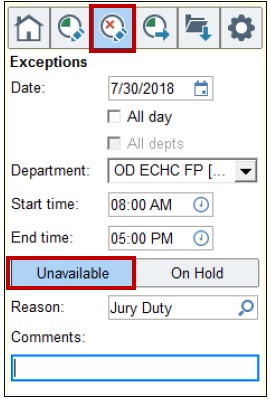 Exceptions
Date: 7/30/2018
All day
All depts
Department: OD ECHC FP [...
Start time: 08:00 AM
End time: 05:00 PM
Unavailable On Hold
Reason: Jury Duty
Comments: